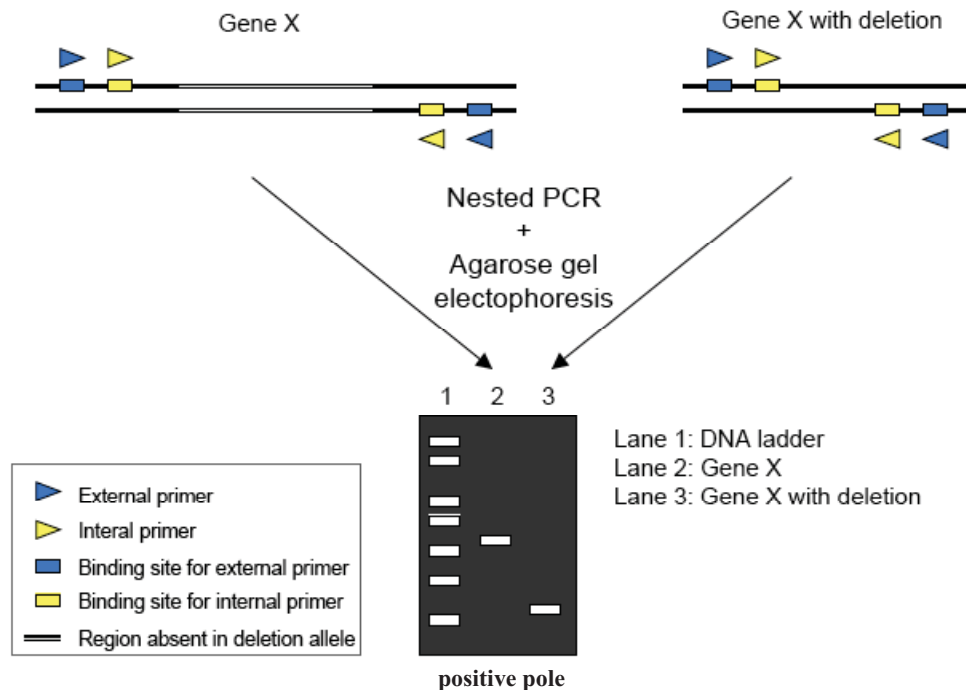 Gene X
Gene X with deletion
Nested PCR
+
Agarose gel
electophoresis
1 2 3
Lane 1: DNA ladder
Lane 2: Gene X
Lane 3: Gene X with deletion
External primer
Interal primer
Binding site for external primer
Binding site for internal primer
Region absent in deletion allele
positive pole